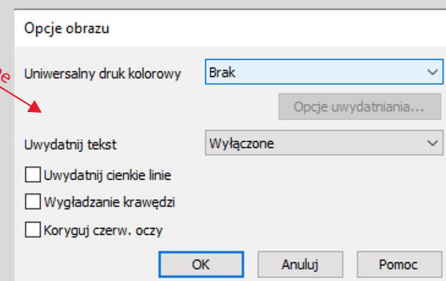 Opcje obrazu
Uniwersalny druk kolorowy Brak
Opcje uwydatniania...
Uwydatnij tekst Wyłączone
Uwydatnij cienkie linie
Wygładzanie krawędzi
Koryguj czerw. oczy
OK Anuluj Pomoc